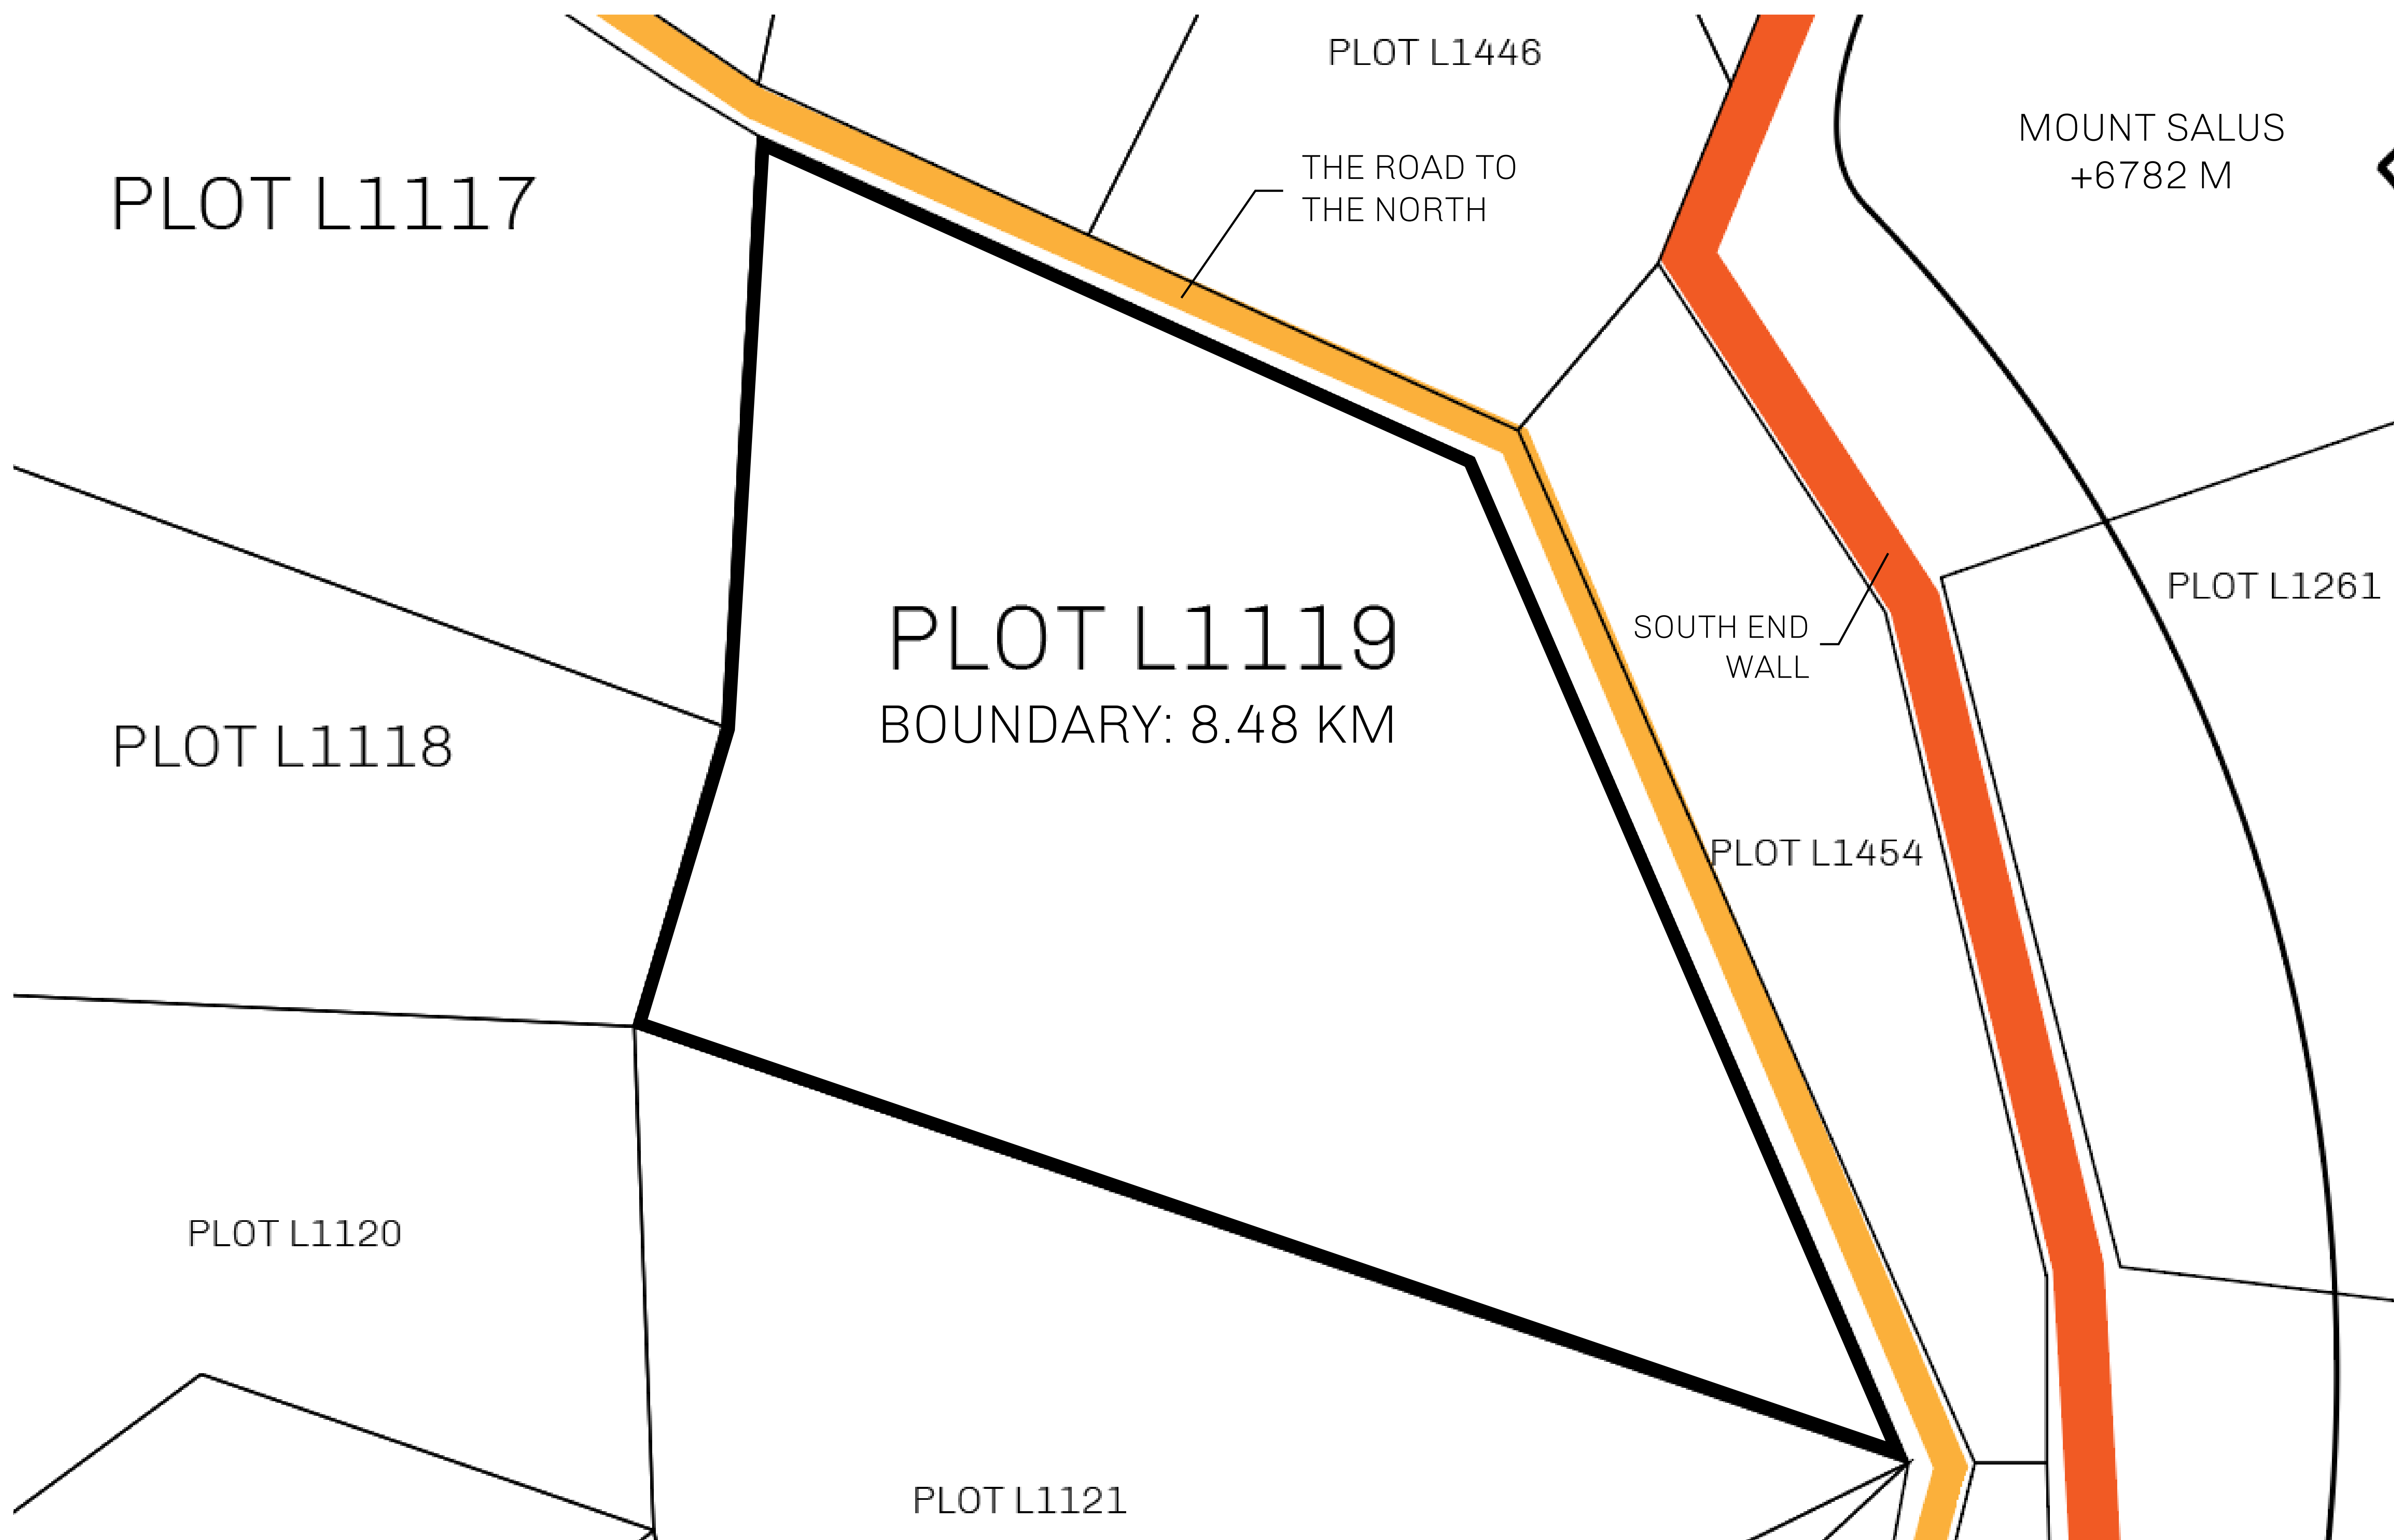 PLOT L1446
MOUNT SALUS
+6782 M
THE ROAD TO
THE NORTH
PLOT L1117
PLOT L1261
PLOT L1119
BOUNDARY: 8.48 KM
SOUTH END
WALL
PLOT L1118
PLOT L1454
PLOT L1120
PLOT L1121